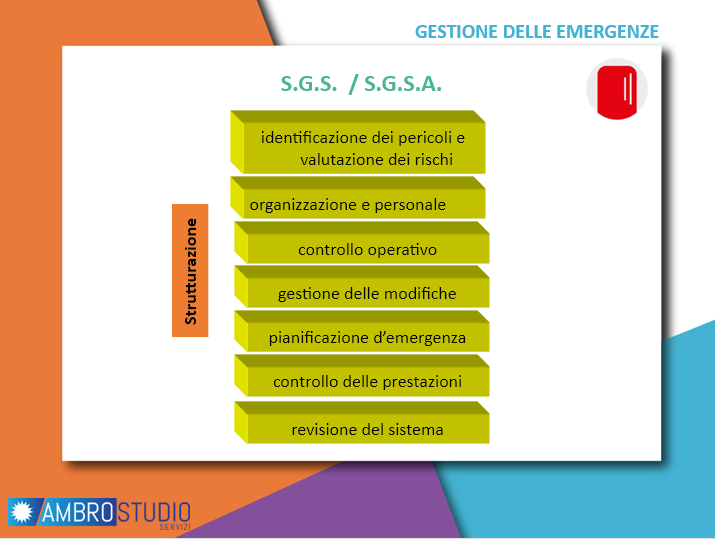 GESTIONE DELLE EMERGENZE
S.G.S. / S.G.S.A.
identificazione dei pericoli e
valutazione dei rischi
organizzazione e personale
Strutturazione
controllo operativo
gestione delle modifiche
pianificazione d’emergenza
controllo delle prestazioni
revisione del sistema
AMBROSTUDIO
SERVIZI